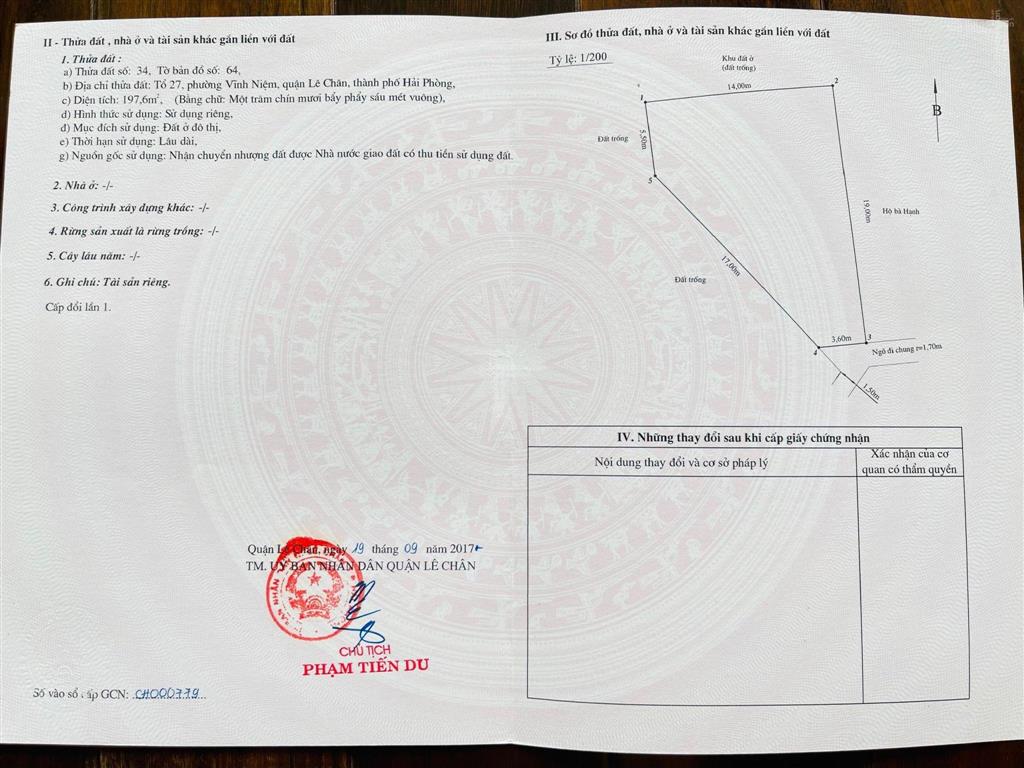 II - Thửa đất , nhà ở và tài sản khác gắn liền với đất
1. Thửa đất :
a) Thửa đất số: 34, Tờ bản đồ số: 64,
b) Địa chỉ thửa đất: Tổ 27, phường Vĩnh Niệm, quận Lê Chân, thành phố Hải Phòng,
c) Diện tích: 197,6m², (Bằng chữ: Một trăm chín mươi bẩy phẩy sáu mét vuông),
d) Hình thức sử dụng: Sử dụng riêng,
đ) Mục đích sử dụng: Đất ở đô thị,
e) Thời hạn sử dụng: Lâu dài,
g) Nguồn gốc sử dụng: Nhận chuyển nhượng đất được Nhà nước giao đất có thu tiền sử dụng đất.
2. Nhà ở: -/-
3. Công trình xây dựng khác: -/-
4. Rừng sản xuất là rừng trồng: -/-
5. Cây lâu năm: -/-
6. Ghi chú: Tài sản riêng.
Cấp đổi lần 1.
Quận Lê Chân, ngày 19 tháng 09 năm 2017
TM. UỶ BAN NHÂN DÂN QUẬN LÊ CHÂN
CHỦ TỊCH
PHẠM TIẾN DU
Số vào sổ cấp GCN: CH000779
III. Sơ đồ thửa đất, nhà ở và tài sản khác gắn liền với đất
Tỷ lệ: 1/200
Khu đất ở
(đất trống)
14,00m
1
2
B
5,50m
Đất trống
5
19,00m
Hộ bà Hạnh
17,00m
Đất trống
3,60m
3
4
Ngõ đi chung r=1,70m
1,50m
IV. Những thay đổi sau khi cấp giấy chứng nhận
Nội dung thay đổi và cơ sở pháp lý
Xác nhận của cơ
quan có thẩm quyền